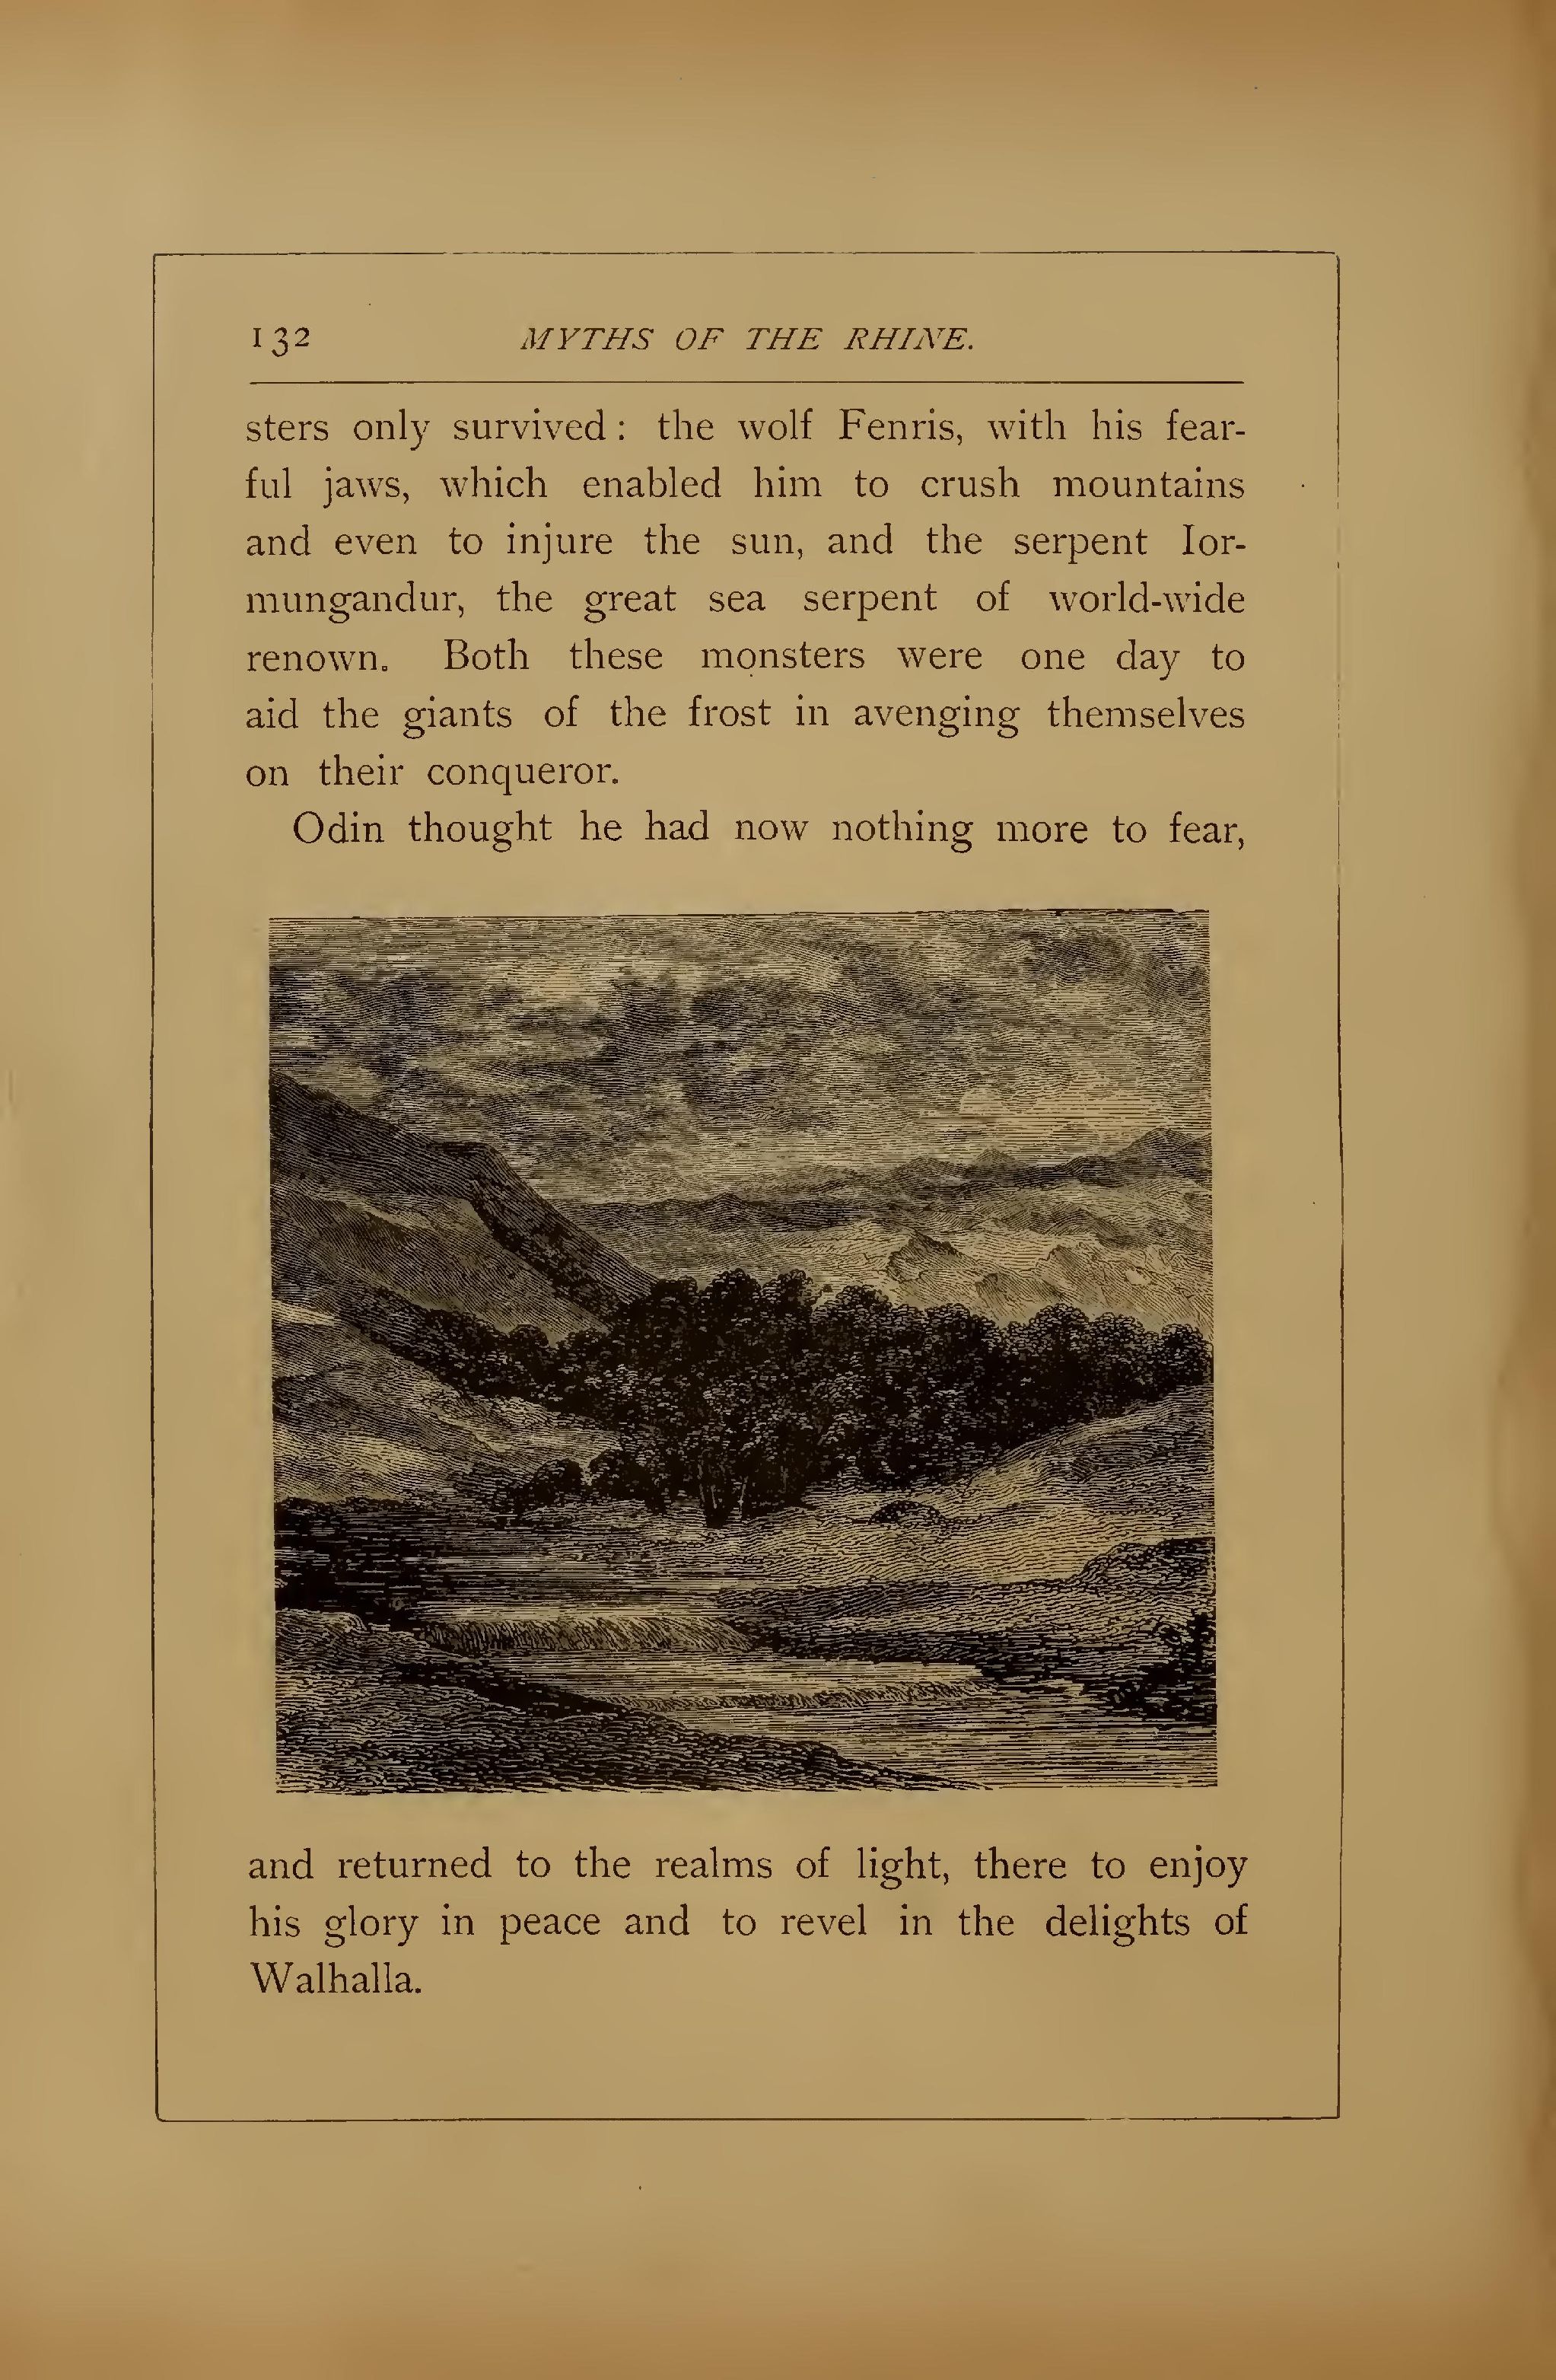 132 MYTHS OF THE RHINE.
sters only survived: the wolf Fenris, with his fear-
ful jaws, which enabled him to crush mountains
and even to injure the sun, and the serpent Ior-
mungandur, the great sea serpent of world-wide
renown. Both these monsters were one day to
aid the giants of the frost in avenging themselves
on their conqueror.
Odin thought he had now nothing more to fear,
and returned to the realms of light, there to enjoy
his glory in peace and to revel in the delights of
Walhalla.